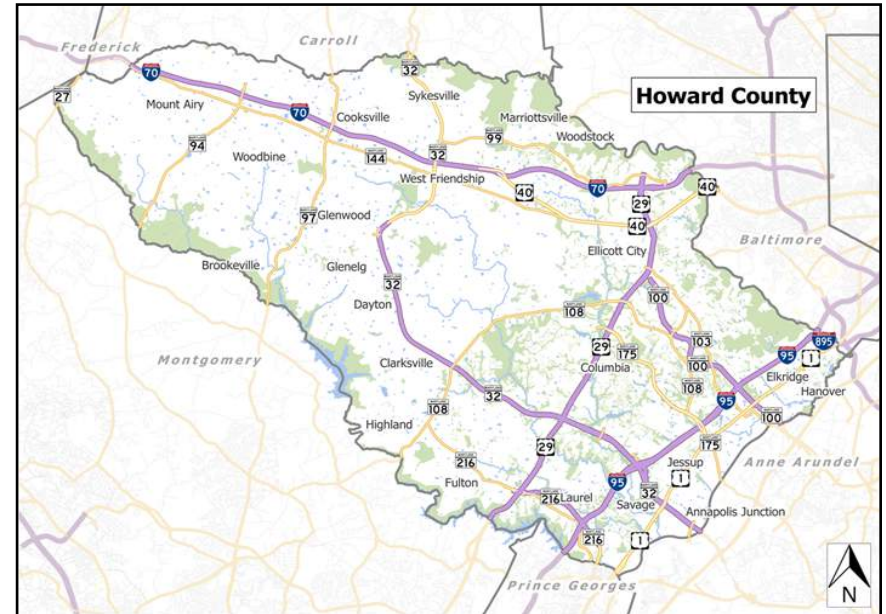 Carroll
Frederick
32
70
27
Mount Airy
Sykesville
Howard County
70
Cooksville
Marriottsville
Woodstock
94
99
Woodbine
144
32
West Friendship
40
70
40
29
97
Glenwood
40
Ellicott City
Baltimore
Brookeville
Glenelg
32
100
Dayton
108
103
895
Montgomery
29
175
95
1
Clarksville
Columbia
100
Elkridge
32
108
Hanover
108
95
100
Highland
29
175
216
Jessup
Anne Arundel
Fulton
95
1
216
Laurel
32
Savage
Annapolis Junction
216
1
Prince Georges
N